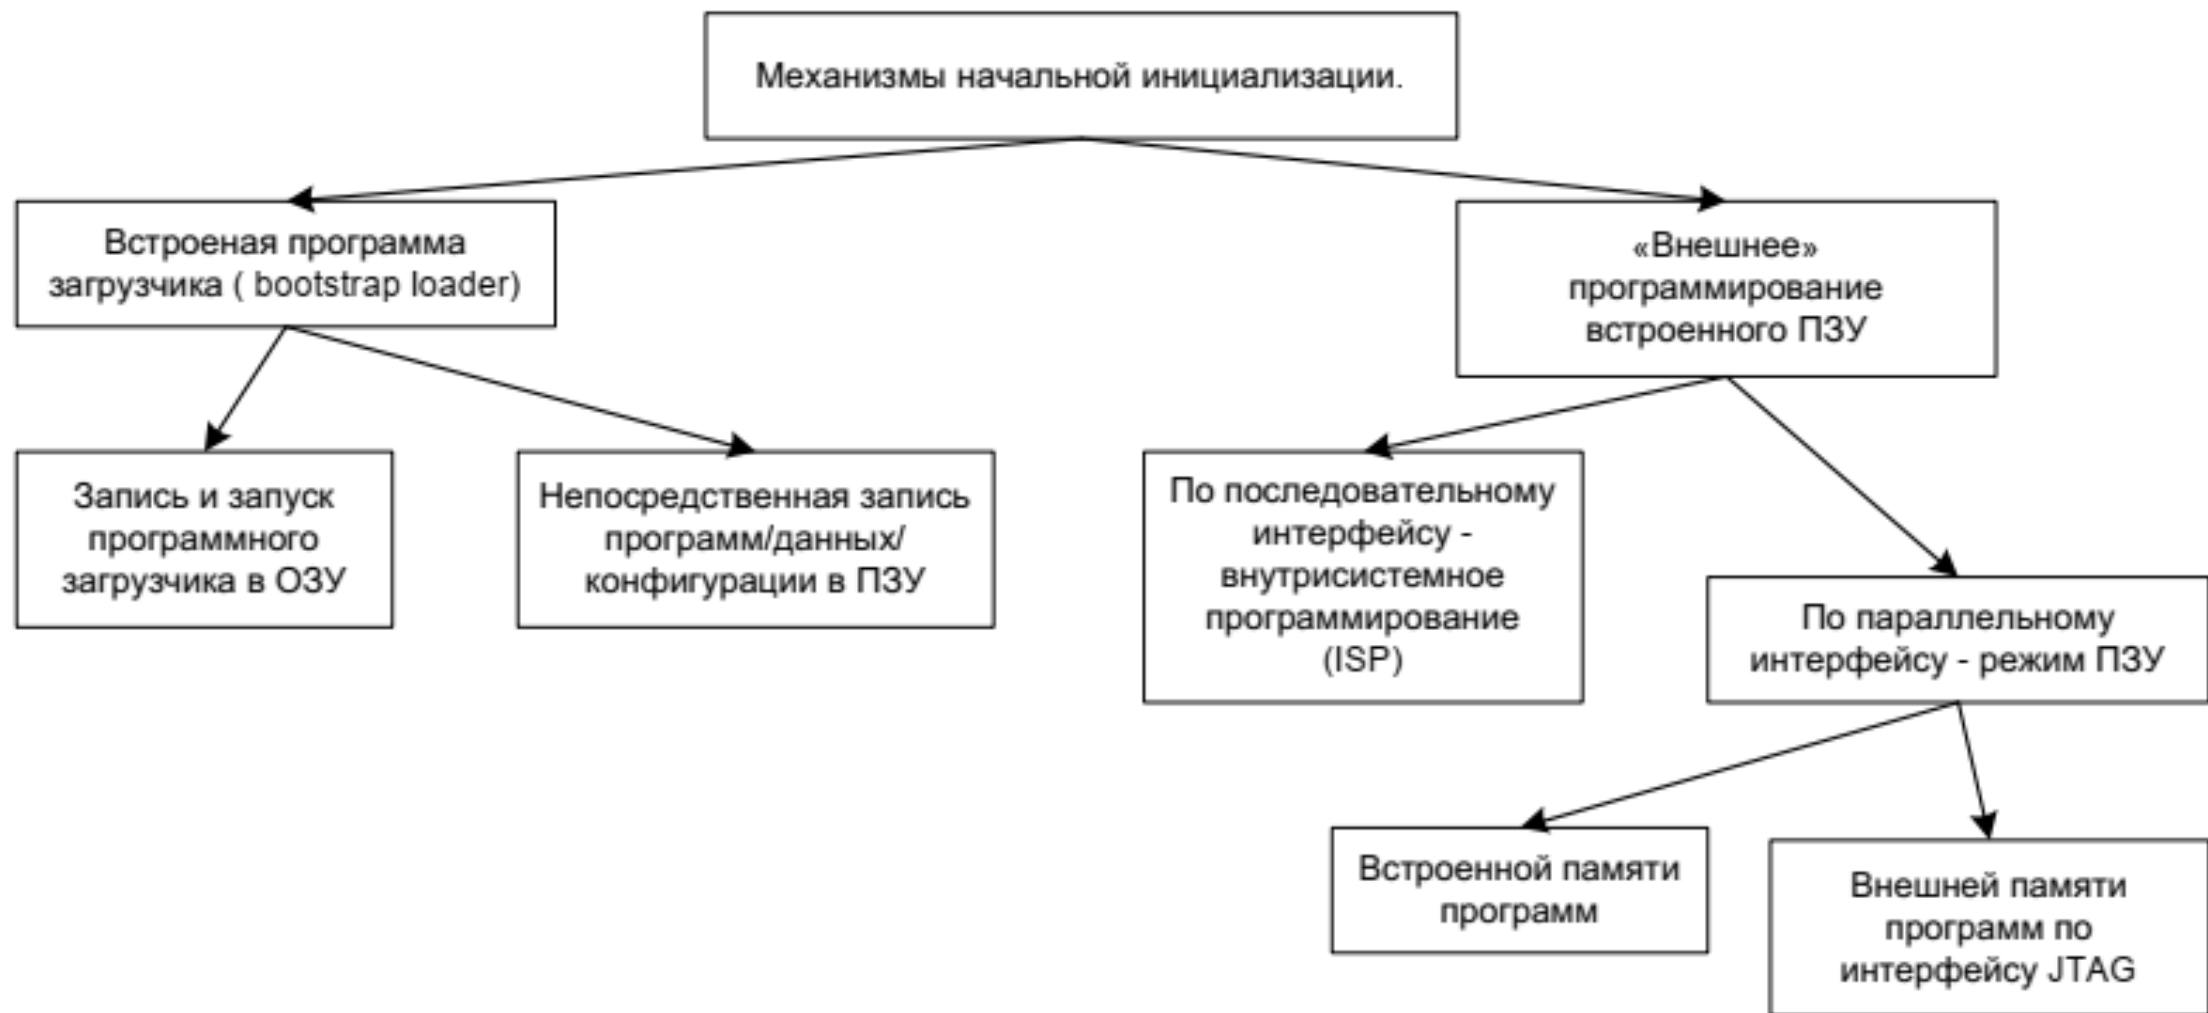 Механизмы начальной инициализации.
Встроеная программа
загрузчика ( bootstrap loader)
«Внешнее»
программирование
встроенного ПЗУ
Запись и запуск
программного
загрузчика в ОЗУ
Непосредственная запись
программ/данных/
конфигурации в ПЗУ
По последовательному
интерфейсу -
внутрисистемное
программирование
(ISP)
По параллельному
интерфейсу - режим ПЗУ
Встроенной памяти
программ
Внешней памяти
программ по
интерфейсу JTAG